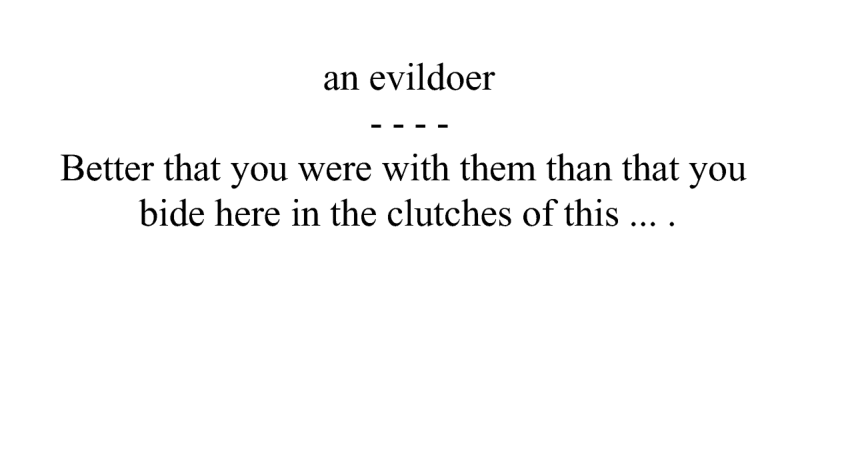 an evildoer
- - - -
Better that you were with them than that you
bide here in the clutches of this ... .